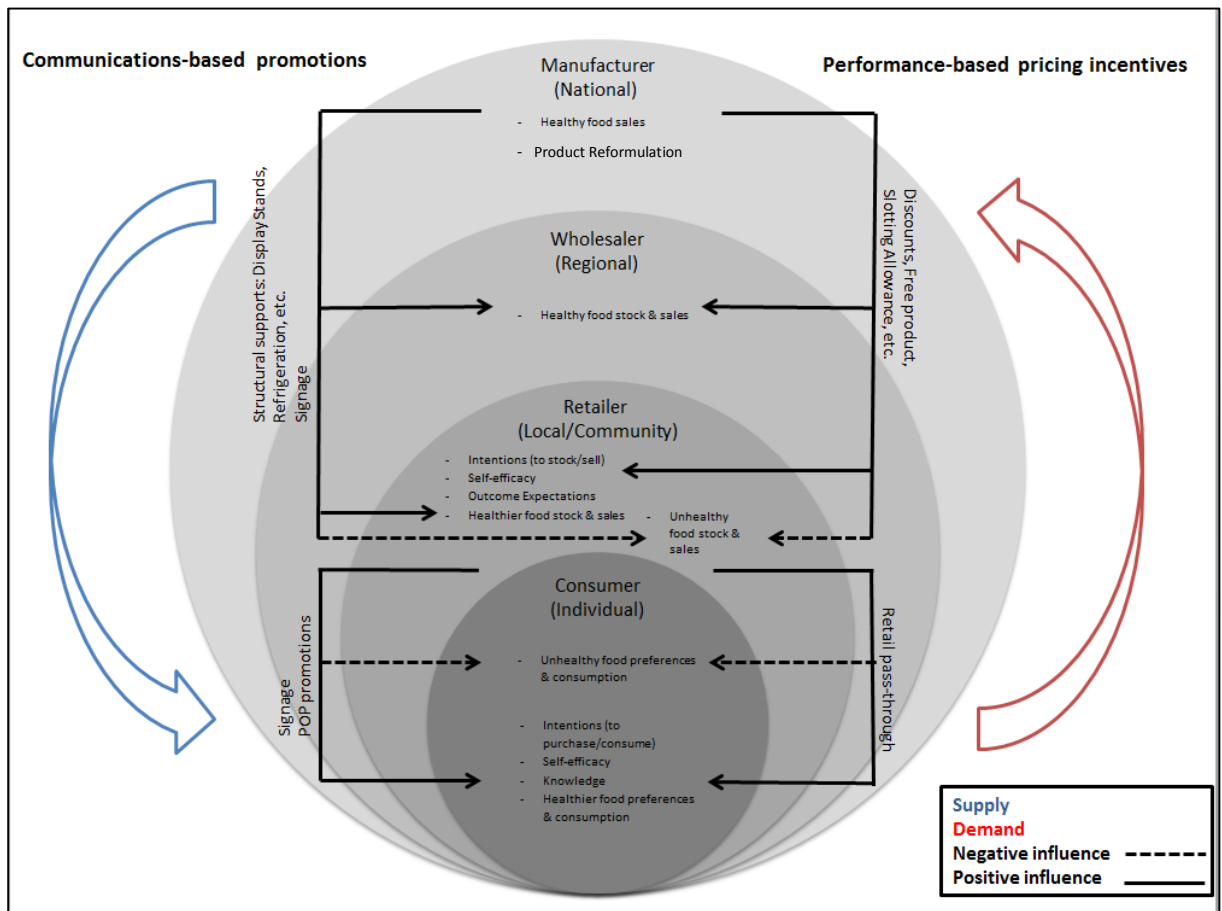 Communications-based promotions
Performance-based pricing incentives
Manufacturer
(National)
- Healthy food sales
- Product Reformulation
Structural supports: Display Stands,
Refrigeration, etc.
Signage
Discounts, Free product,
Slotting Allowance, etc.
Wholesaler
(Regional)
- Healthy food stock & sales
Retailer
(Local/Community)
- Intentions (to stock/sell)
- Self-efficacy
- Outcome Expectations
- Healthier food stock & sales
- Unhealthy
food stock &
sales
Consumer
(Individual)
Signage
POP promotions
Retail pass-through
- Unhealthy food preferences
& consumption
- Intentions (to
purchase/consume)
- Self-efficacy
- Knowledge
- Healthier food preferences
& consumption
Supply
Demand
Negative influence
Positive influence